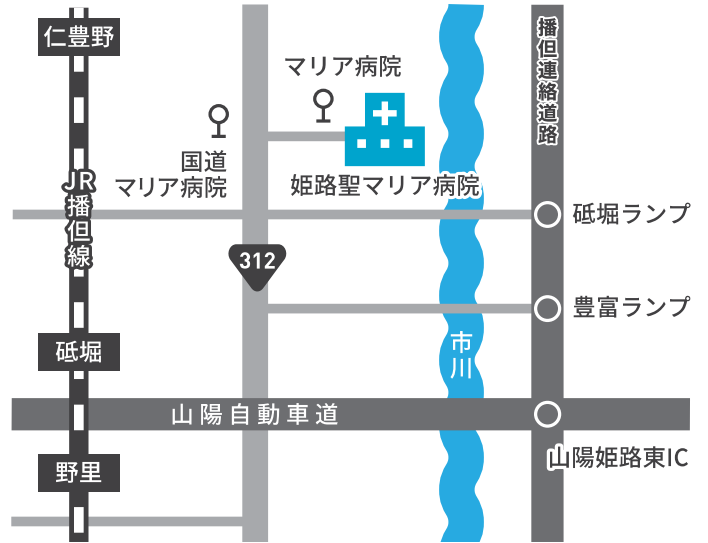 仁豊野
マリア病院
播但連絡道路
国道
マリア病院
姫路聖マリア病院
JR播但線
砥堀ランプ
312
豊富ランプ
砥堀
市川
山陽自動車道
山陽姫路東IC
野里